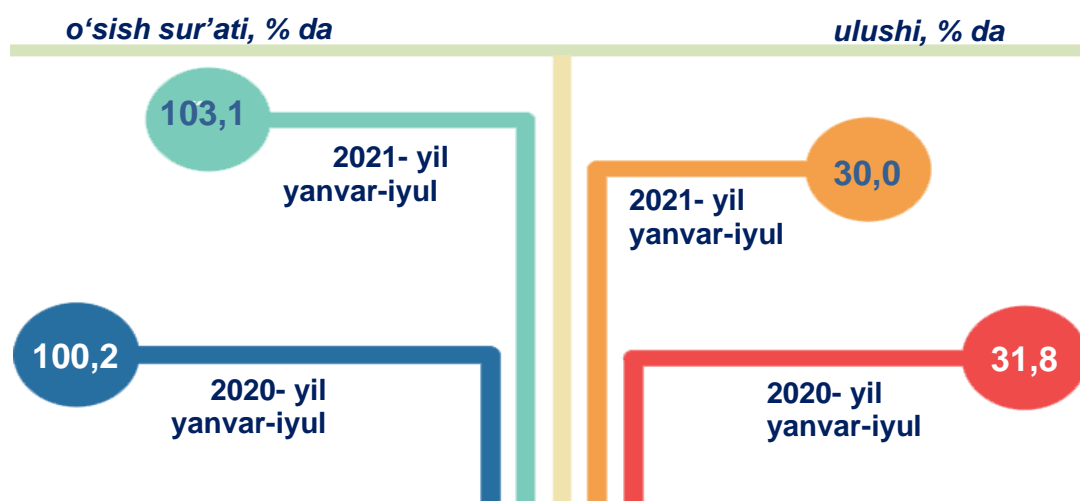 o‘sish sur’ati, % da
ulushi, % da
103,1
2021- yil
yanvar-iyul
30,0
2021- yil
yanvar-iyul
100,2
2020- yil
yanvar-iyul
31,8
2020- yil
yanvar-iyul